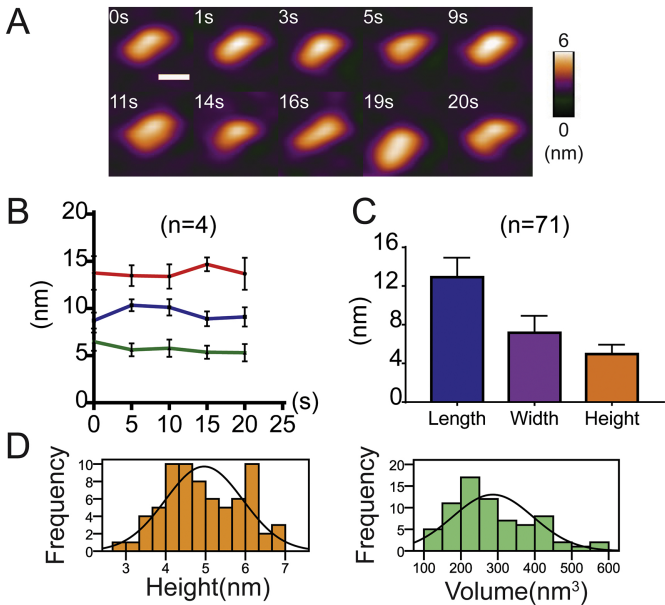 A
0s 1s 3s 5s 9s
11s 14s 16s 19s 20s
6
0
(nm)
B
(n=4)
20
15
10
5
0
(nm)
0 5 10 15 20 25 (s)
C
(n=71)
16
12
8
4
0
(nm)
Length Width Height
D
Frequency
10
8
6
4
2
0
3 4 5 6 7
Height(nm)
Frequency
20
15
10
5
0
100 200 300 400 500 600
Volume(nm³)